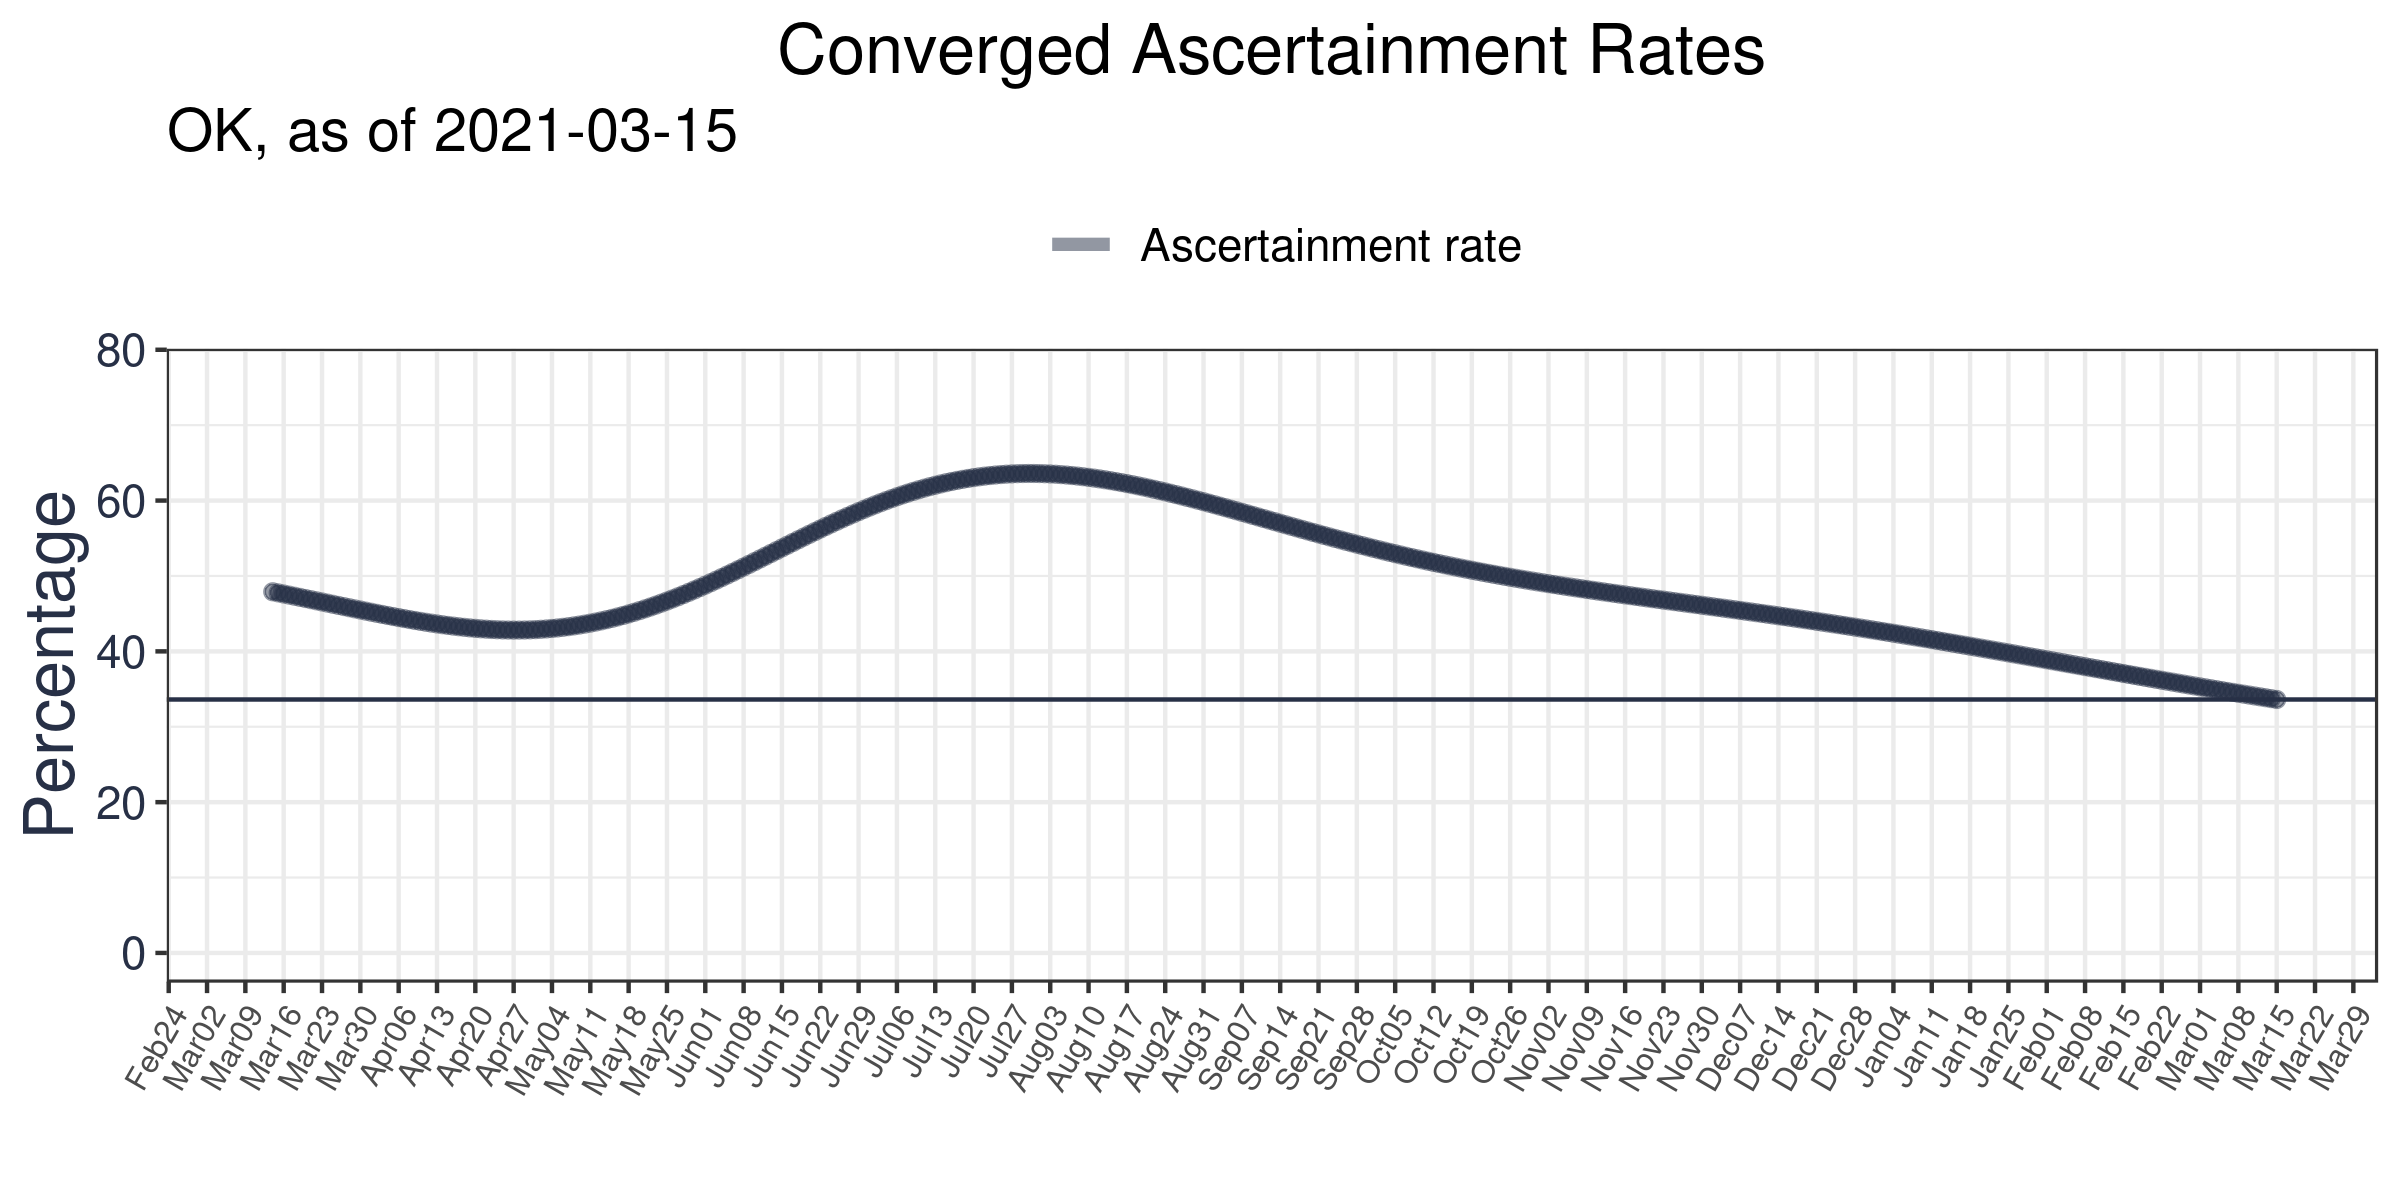 Converged Ascertainment Rates
OK, as of 2021-03-15
Ascertainment rate
Percentage
80
60
40
20
0
Feb24
Mar02
Mar09
Mar16
Mar23
Mar30
Apr06
Apr13
Apr20
Apr27
May04
May11
May18
May25
Jun01
Jun08
Jun15
Jun22
Jun29
Jul06
Jul13
Jul20
Jul27
Aug03
Aug10
Aug17
Aug24
Aug31
Sep07
Sep14
Sep21
Sep28
Oct05
Oct12
Oct19
Oct26
Nov02
Nov09
Nov16
Nov23
Nov30
Dec07
Dec14
Dec21
Dec28
Jan04
Jan11
Jan18
Jan25
Feb01
Feb08
Feb15
Feb22
Mar01
Mar08
Mar15
Mar22
Mar29